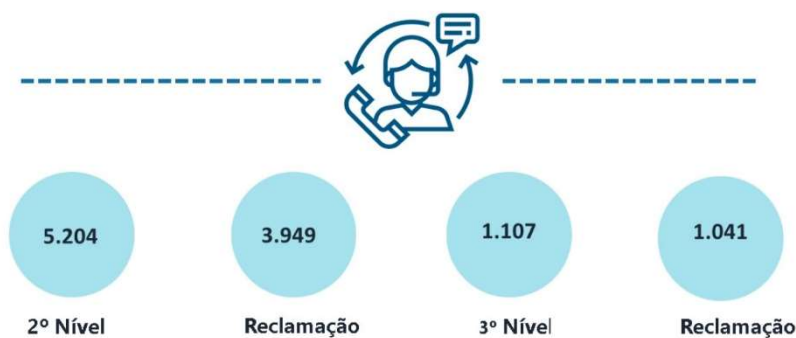 5.204
3.949
1.107
1.041
2º Nível
Reclamação
3º Nível
Reclamação